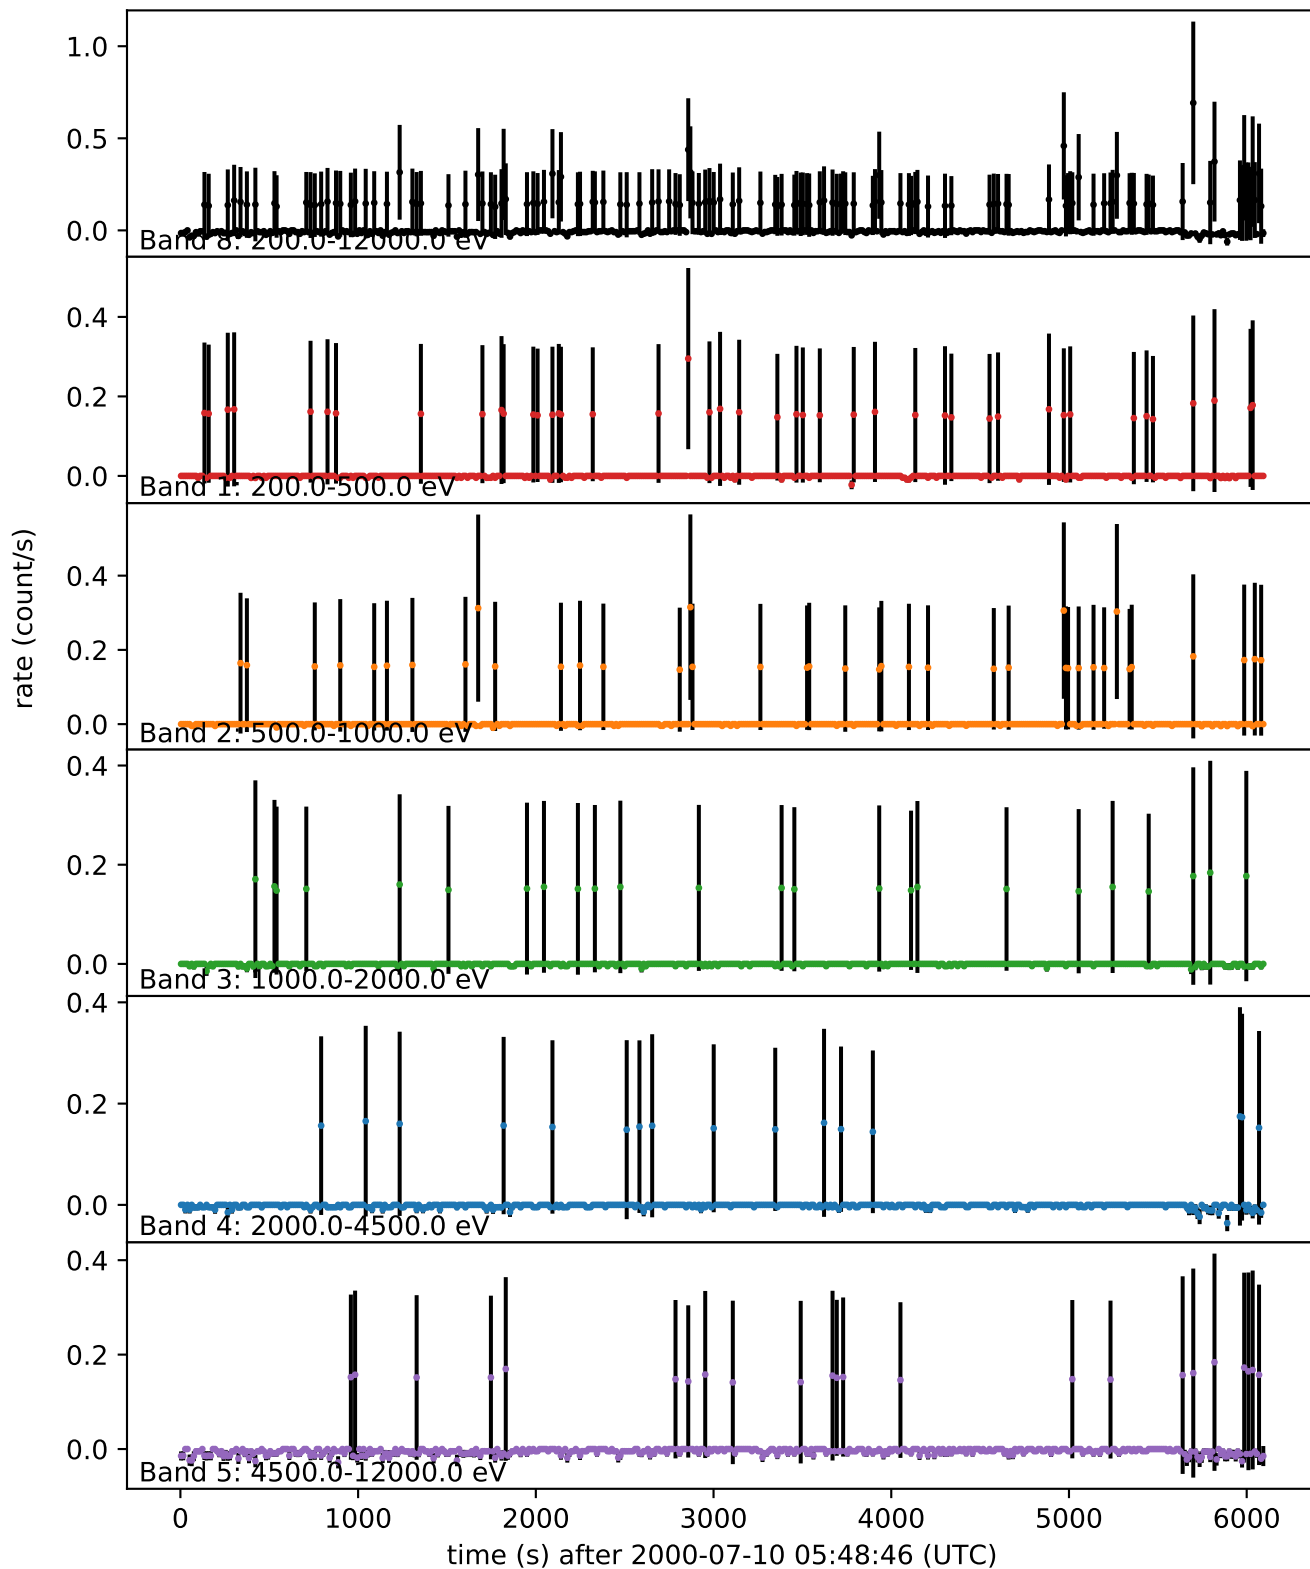 1.0
0.5
0.0
Band 8: 200.0-12000.0 eV
0.4
0.2
0.0
Band 1: 200.0-500.0 eV
rate (count/s)
0.4
0.2
0.0
Band 2: 500.0-1000.0 eV
0.4
0.2
0.0
Band 3: 1000.0-2000.0 eV
0.4
0.2
0.0
Band 4: 2000.0-4500.0 eV
0.4
0.2
0.0
Band 5: 4500.0-12000.0 eV
0 1000 2000 3000 4000 5000 6000
time (s) after 2000-07-10 05:48:46 (UTC)